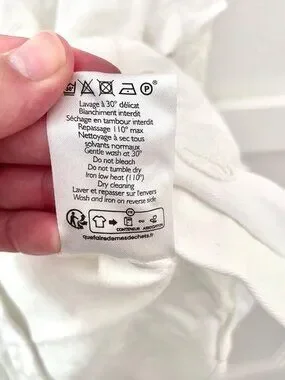 P
Lavage à 30° délicat
Blanchiment interdit
Séchage en tambour interdit
Repassage 110° max
Nettoyage à sec tous
solvants normaux
Gentle wash at 30°
Do not bleach
Do not tumble dry
Iron low heat (110°)
Dry cleaning
Laver et repasser sur l'envers
Wash and iron on reverse side
CONTENEUR ASSOCIATION
quefairedemesdechets.fr